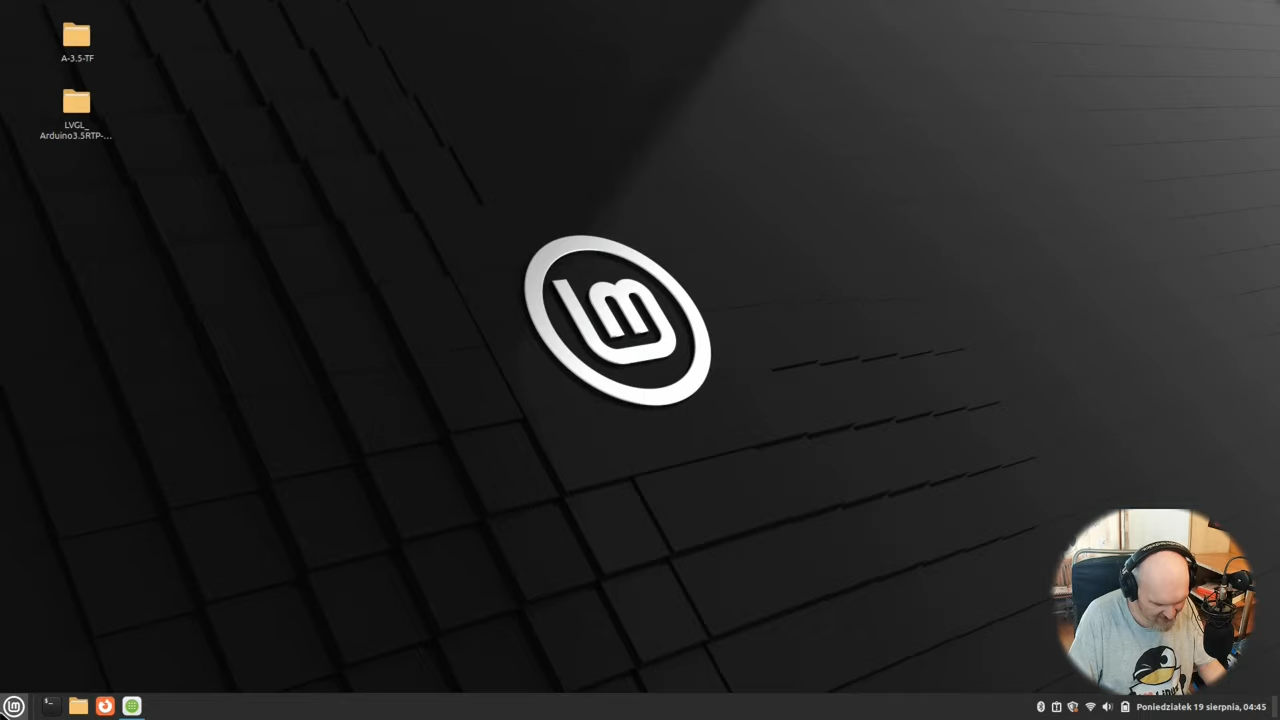 A-3.5-TF
LVGL_
Arduino3.5RTP-...
Poniedziałek 19 sierpnia, 04:45